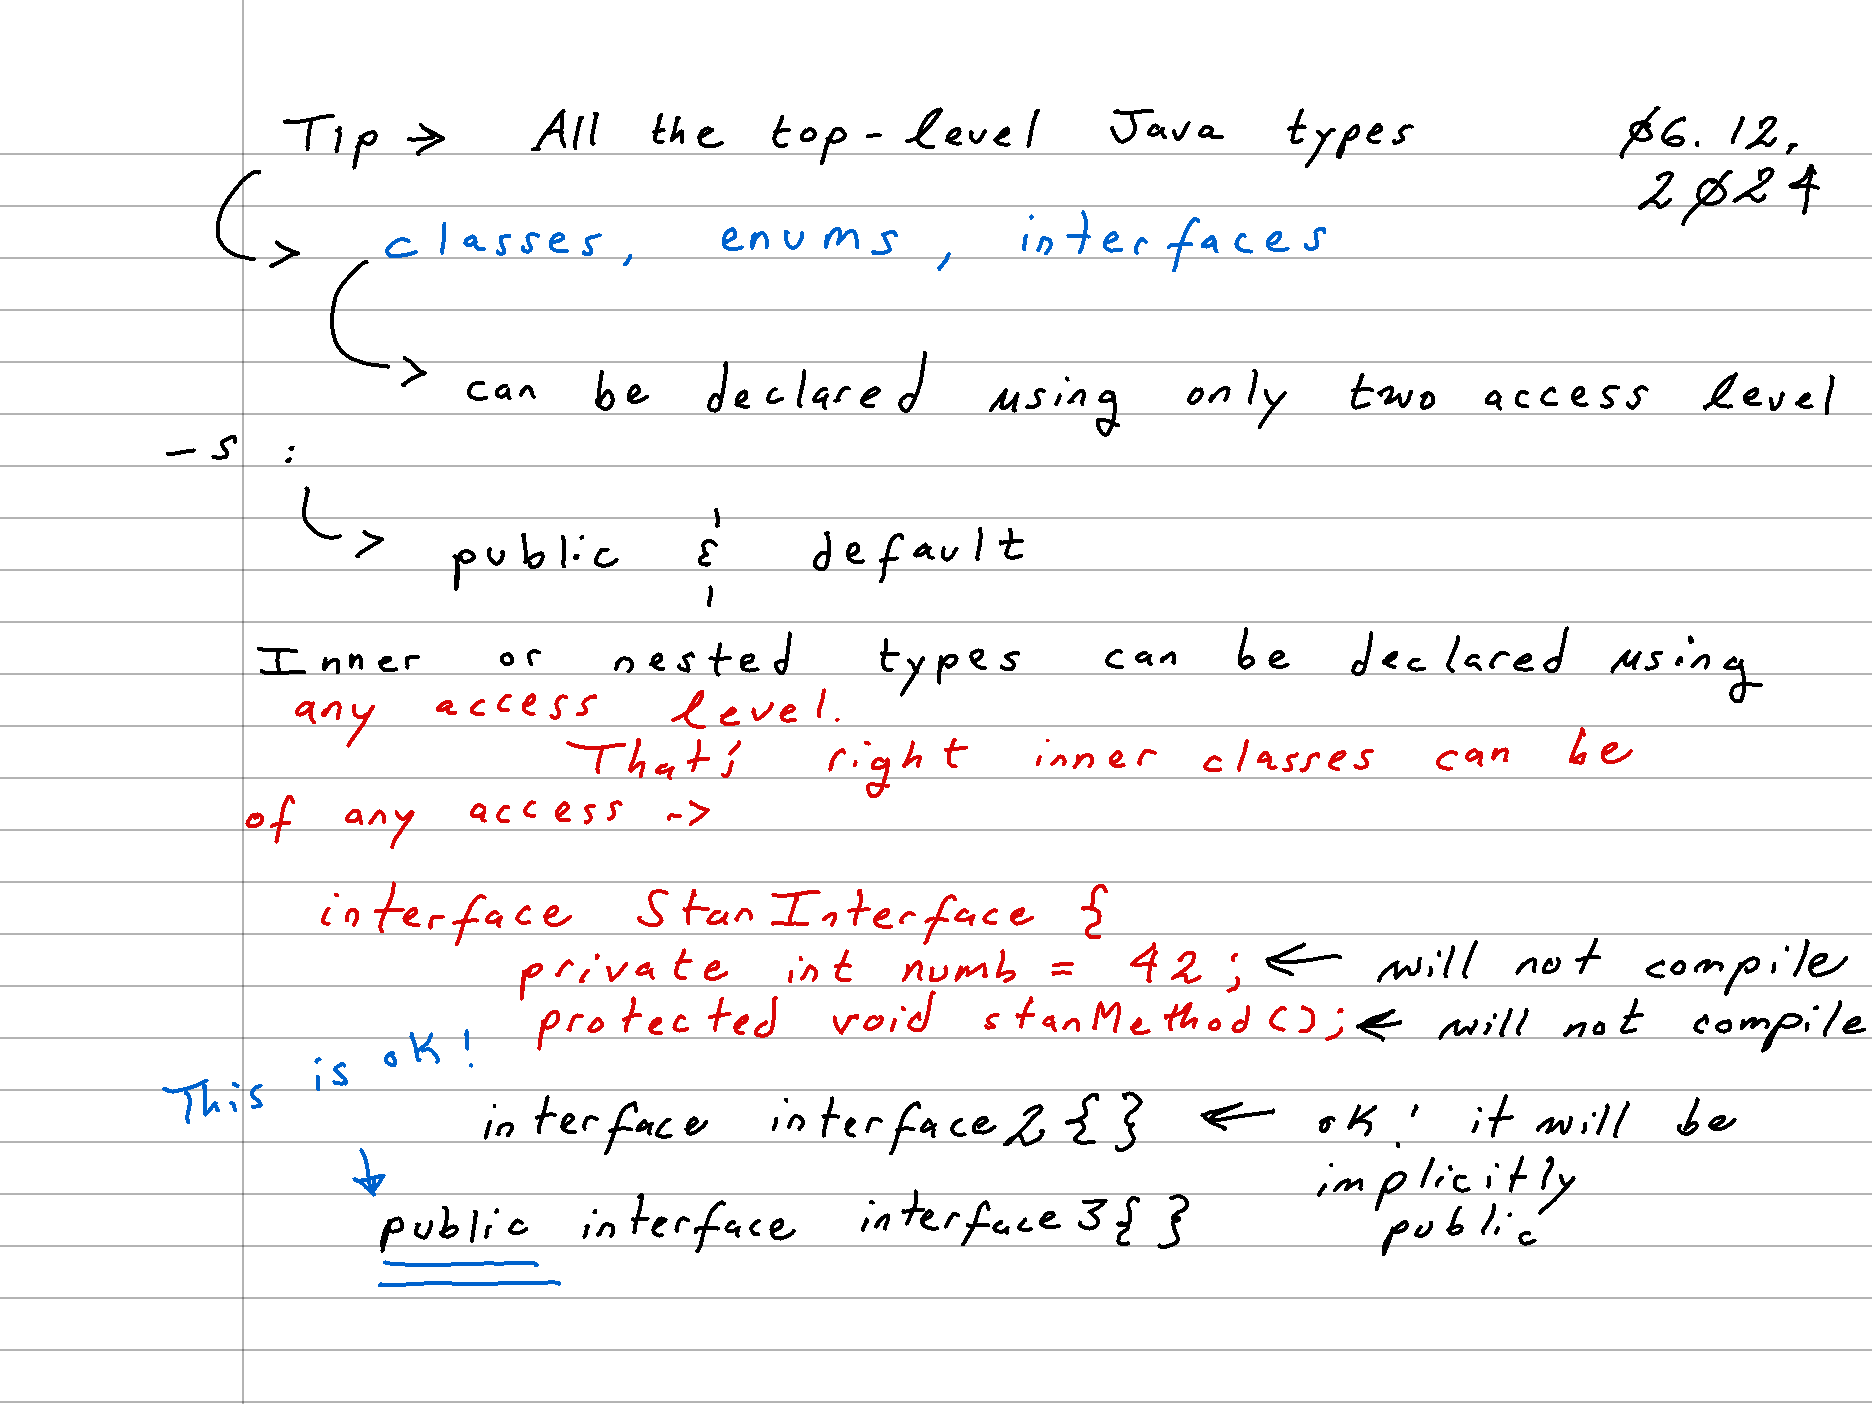 Tip -> All the top-level Java types
06.12.
2024
classes, enums, interfaces
can be declared using only two access level
-s :
public & default
Inner or nested types can be declared using
any access level.
That's right inner classes can be
of any access ->
interface StanInterface {
private int numb = 42; <- will not compile
protected void stanMethod(); <- will not compile
This is ok!
interface interface2 { } <- ok! it will be
implicitly
public
public interface interface3 { }